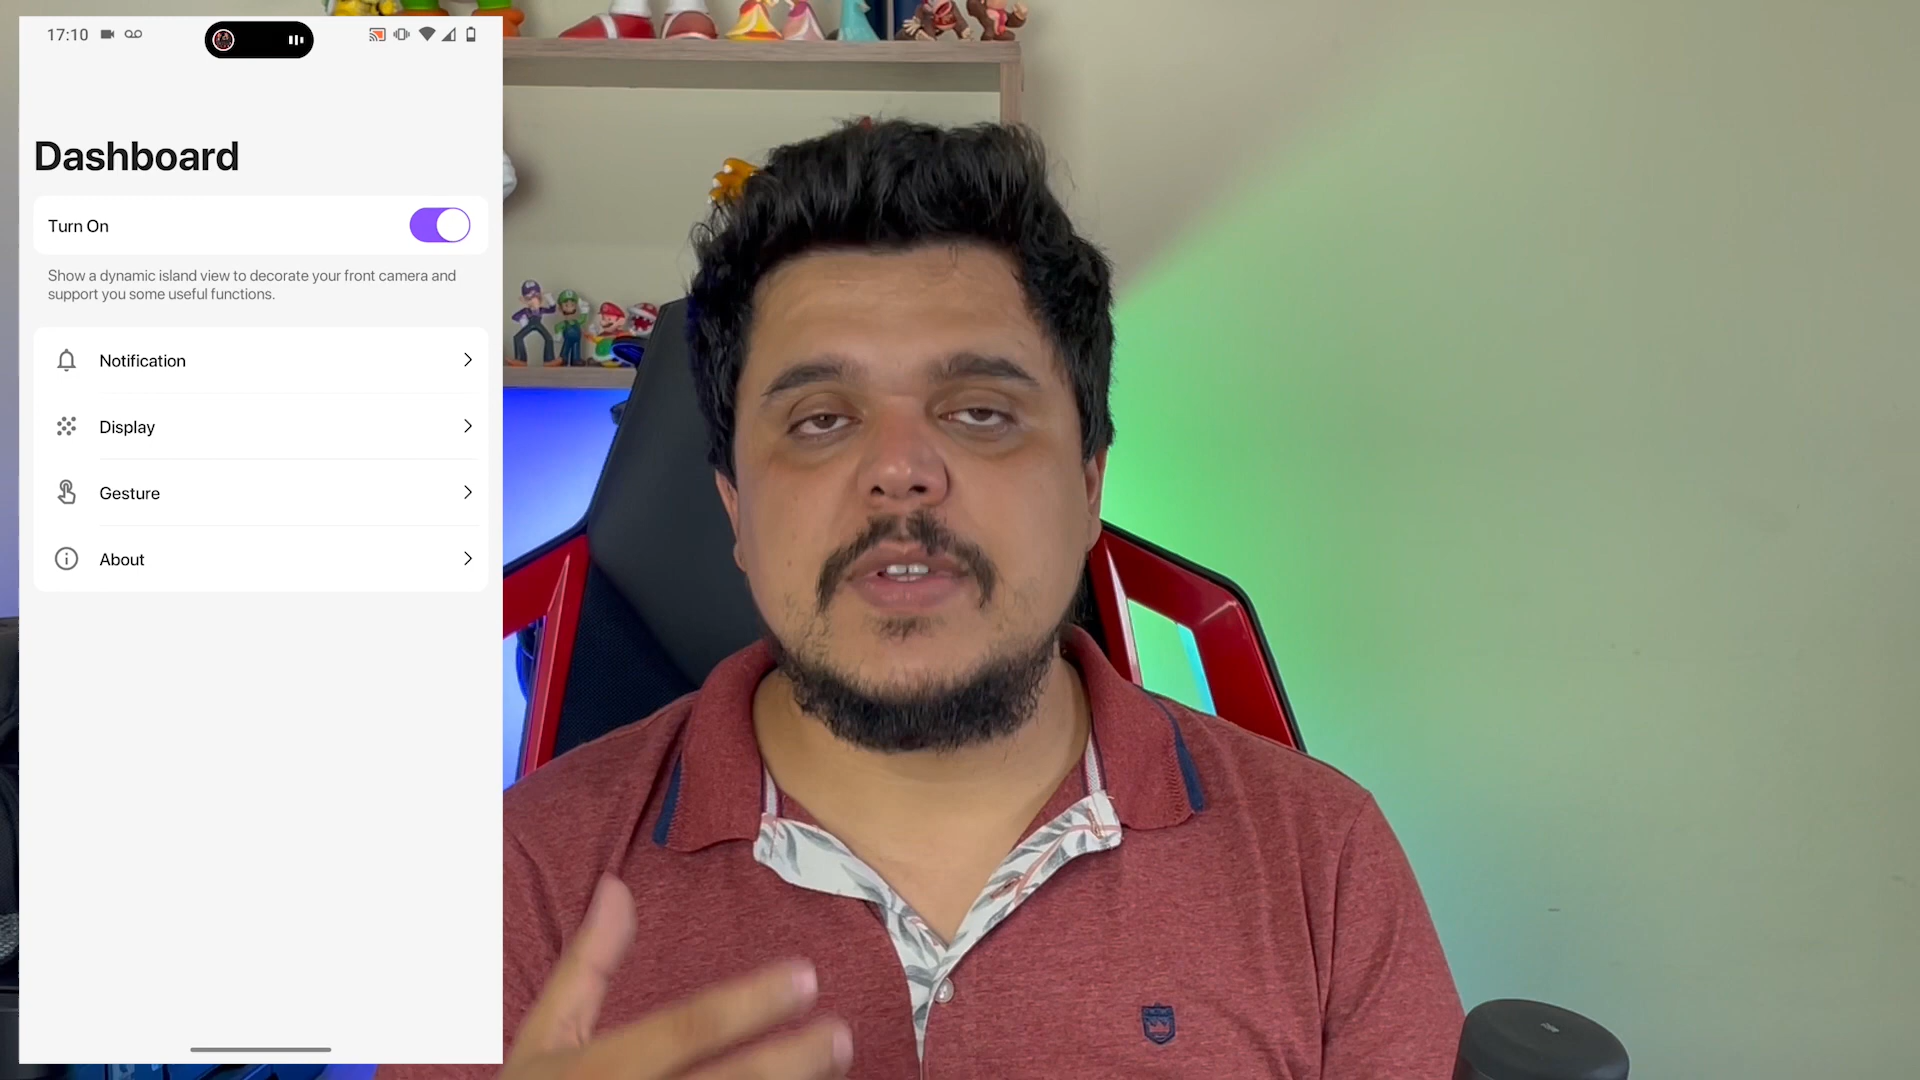 17:10
Dashboard
Turn On
Show a dynamic island view to decorate your front camera and
support you some useful functions.
Notification
Display
Gesture
About